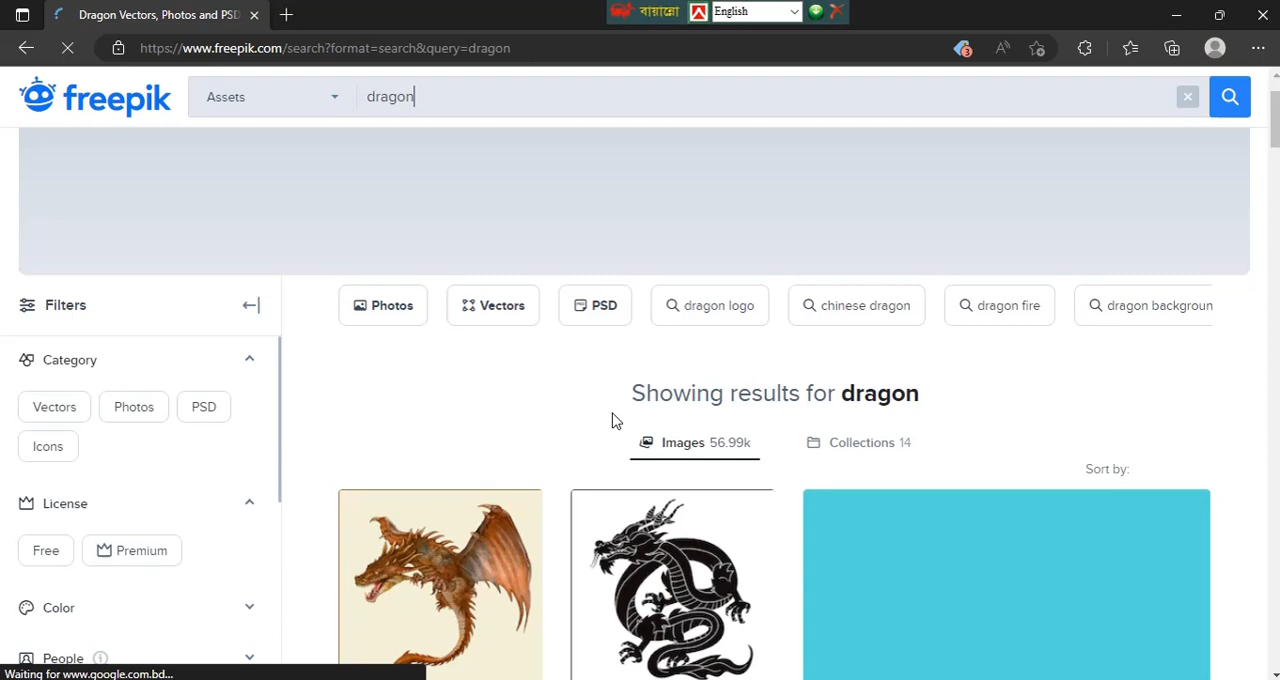 Dragon Vectors, Photos and PSD
বায়ান্নো
English
https://www.freepik.com/search?format=search&query=dragon
3
freepik
Assets
dragon
Filters
Photos
Vectors
PSD
dragon logo
chinese dragon
dragon fire
dragon backgroun
Category
Vectors
Photos
PSD
Icons
Showing results for dragon
Images 56.99k
Collections 14
Sort by:
License
Free
Premium
Color
People
Waiting for www.google.com.bd...